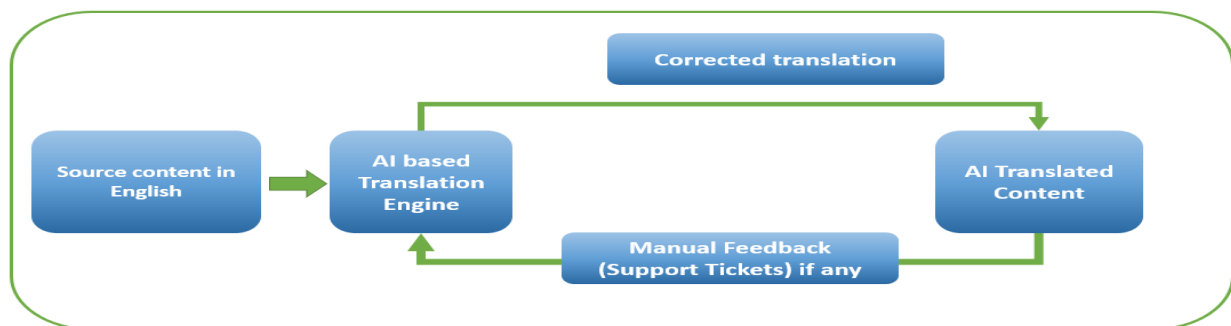 Corrected translation
Source content in
English
AI based
Translation
Engine
AI Translated
Content
Manual Feedback
(Support Tickets) if any